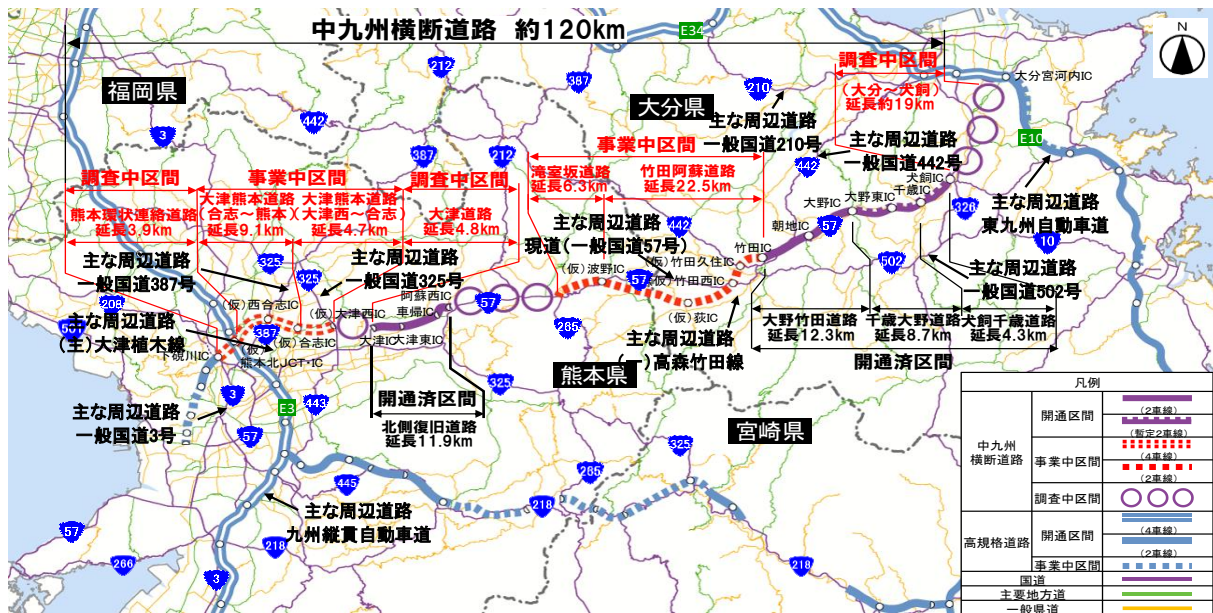 中九州横断道路 約120km
E34
N
福岡県
3
442
212
387
387
212
大分県
210
主な周辺道路
一般国道210号
442
主な周辺道路
一般国道442号
調査中区間
(大分～犬飼)
延長約19km
大分宮河内IC
E10
主な周辺道路
東九州自動車道
10
326
調査中区間
熊本環状連絡道路
延長3.9km
事業中区間
大津熊本道路
(合志～熊本)
延長9.1km
大津熊本道路
(大津西～合志)
延長4.7km
調査中区間
大津道路
延長4.8km
事業中区間
滝室坂道路
延長6.3km
竹田阿蘇道路
延長22.5km
主な周辺道路
現道(一般国道57号)
442
主な周辺道路
一般国道387号
325
325
主な周辺道路
一般国道325号
208
501
主な周辺道路
(主)大津植木線
387
(仮)西合志IC
(仮)合志IC
(仮)大津西IC
下硯川IC
(仮)
熊本北JCT・IC
大津IC
大津東IC
車帰IC
阿蘇西IC
57
265
(仮)波野IC
57
(仮)荻IC
(仮)竹田西IC
(仮)竹田久住IC
竹田IC
朝地IC
57
大野IC
大野東IC
千歳IC
犬飼IC
502
主な周辺道路
一般国道502号
主な周辺道路
(一)高森竹田線
大野竹田道路
延長12.3km
千歳大野道路
延長8.7km
犬飼千歳道路
延長4.3km
開通済区間
開通済区間
北側復旧道路
延長11.9km
325
熊本県
宮崎県
主な周辺道路
一般国道3号
3
57
E3
443
445
主な周辺道路
九州縦貫自動車道
57
266
3
218
265
218
325
218
凡例
中九州
横断道路
開通区間
(2車線)
(暫定2車線)
事業中区間
(4車線)
(2車線)
調査中区間
高規格道路
開通区間
(4車線)
(2車線)
事業中区間
国道
主要地方道
一般県道